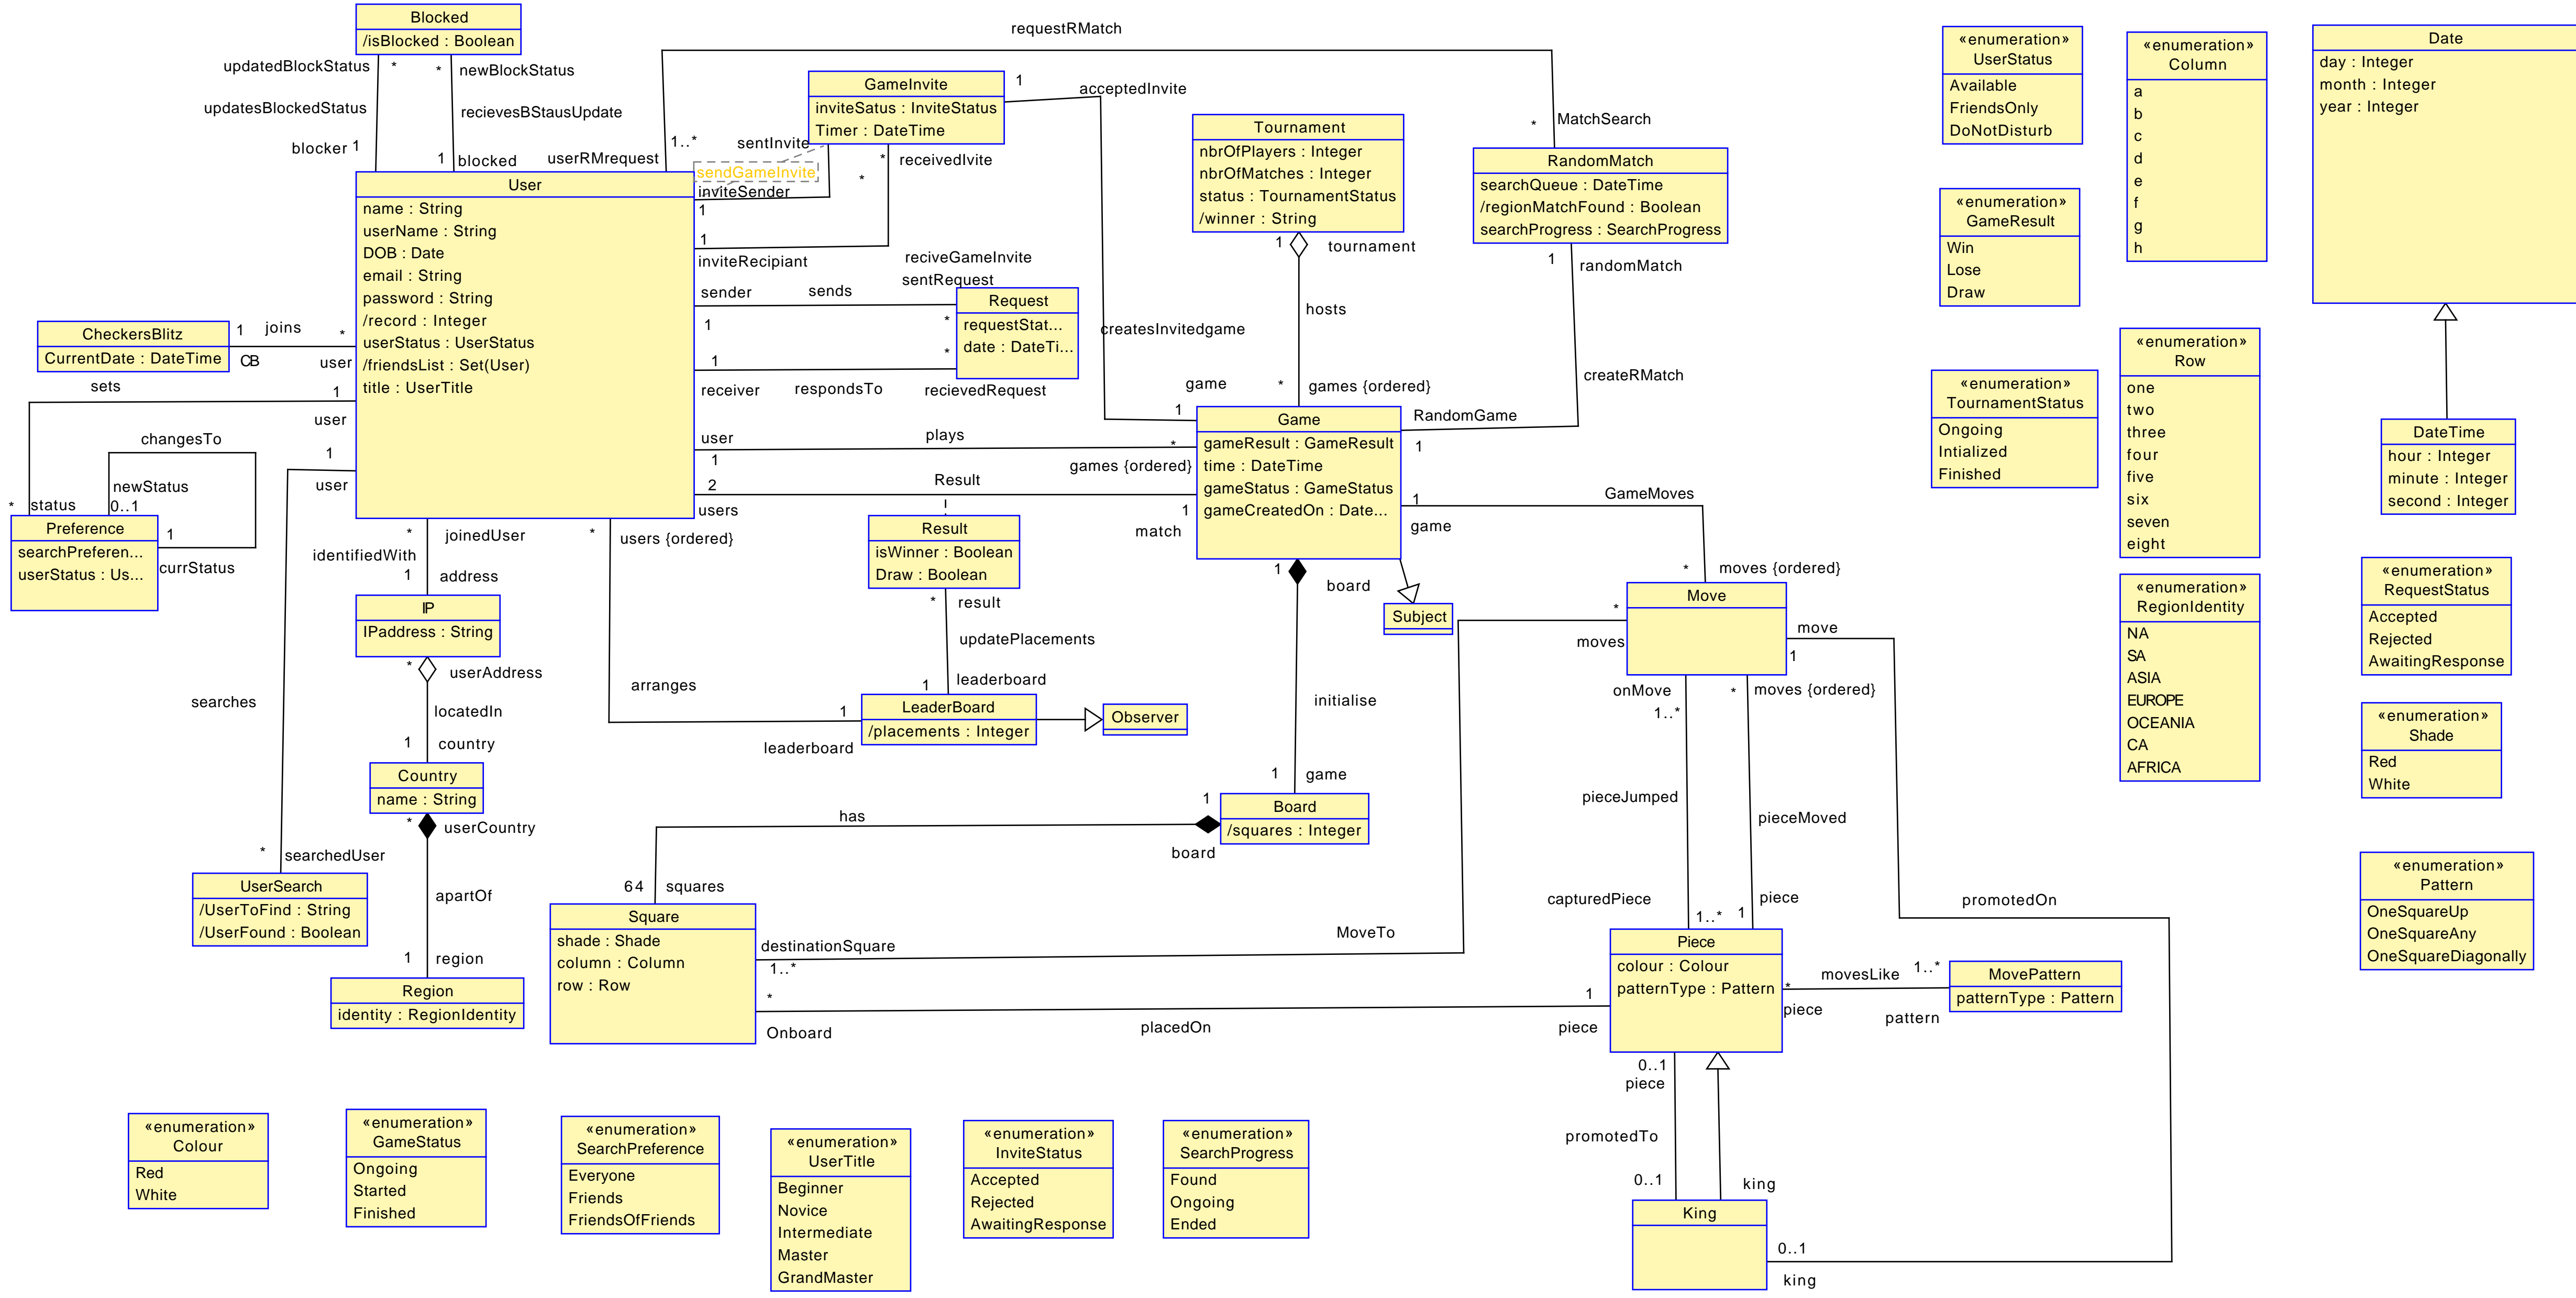 Blocked
/isBlocked : Boolean
updatedBlockStatus
*
*
newBlockStatus
updatesBlockedStatus
recievesBStausUpdate
blocker
1
1
blocked
requestRMatch
userRMrequest
1..*
*
MatchSearch
GameInvite
inviteSatus : InviteStatus
Timer : DateTime
1
acceptedInvite
sentInvite
*
receivedIvite
*
sendGameInvite
inviteSender
1
1
inviteRecipiant
reciveGameInvite
User
name : String
userName : String
DOB : Date
email : String
password : String
/record : Integer
userStatus : UserStatus
/friendsList : Set(User)
title : UserTitle
Tournament
nbrOfPlayers : Integer
nbrOfMatches : Integer
status : TournamentStatus
/winner : String
1
tournament
hosts
*
games {ordered}
RandomMatch
searchQueue : DateTime
/regionMatchFound : Boolean
searchProgress : SearchProgress
1
randomMatch
createRMatch
RandomGame
1
sender
sends
sentRequest
1
*
Request
requestStat...
date : DateTi...
1
*
receiver
respondsTo
recievedRequest
createsInvitedgame
game
1
CheckersBlitz
CurrentDate : DateTime
1
joins
*
CB
user
sets
1
user
changesTo
newStatus
0..1
1
currStatus
*
status
Preference
searchPreferen...
userStatus : Us...
1
user
searches
*
searchedUser
UserSearch
/UserToFind : String
/UserFound : Boolean
user
plays
*
1
games {ordered}
2
Result
users
1
match
Game
gameResult : GameResult
time : DateTime
gameStatus : GameStatus
gameCreatedOn : Date...
Result
isWinner : Boolean
Draw : Boolean
*
result
updatePlacements
1
leaderboard
*
users {ordered}
arranges
1
leaderboard
LeaderBoard
/placements : Integer
Observer
*
joinedUser
identifiedWith
1
address
IP
IPaddress : String
*
userAddress
locatedIn
1
country
Country
name : String
*
userCountry
apartOf
1
region
Region
identity : RegionIdentity
1
board
Subject
initialise
1
game
Board
/squares : Integer
1
has
board
64
squares
Square
shade : Shade
column : Column
row : Row
1
GameMoves
game
*
moves {ordered}
Move
*
moves
move
1
onMove
1..*
*
moves {ordered}
pieceJumped
pieceMoved
capturedPiece
1..*
1
piece
promotedOn
destinationSquare
1..*
MoveTo
*
Onboard
placedOn
1
piece
Piece
colour : Colour
patternType : Pattern
movesLike
1..*
*
piece
pattern
MovePattern
patternType : Pattern
0..1
piece
promotedTo
0..1
king
King
0..1
king
«enumeration»
UserStatus
Available
FriendsOnly
DoNotDisturb
«enumeration»
Column
a
b
c
d
e
f
g
h
Date
day : Integer
month : Integer
year : Integer
«enumeration»
GameResult
Win
Lose
Draw
«enumeration»
Row
one
two
three
four
five
six
seven
eight
«enumeration»
TournamentStatus
Ongoing
Intialized
Finished
DateTime
hour : Integer
minute : Integer
second : Integer
«enumeration»
RegionIdentity
NA
SA
ASIA
EUROPE
OCEANIA
CA
AFRICA
«enumeration»
RequestStatus
Accepted
Rejected
AwaitingResponse
«enumeration»
Shade
Red
White
«enumeration»
Pattern
OneSquareUp
OneSquareAny
OneSquareDiagonally
«enumeration»
Colour
Red
White
«enumeration»
GameStatus
Ongoing
Started
Finished
«enumeration»
SearchPreference
Everyone
Friends
FriendsOfFriends
«enumeration»
UserTitle
Beginner
Novice
Intermediate
Master
GrandMaster
«enumeration»
InviteStatus
Accepted
Rejected
AwaitingResponse
«enumeration»
SearchProgress
Found
Ongoing
Ended